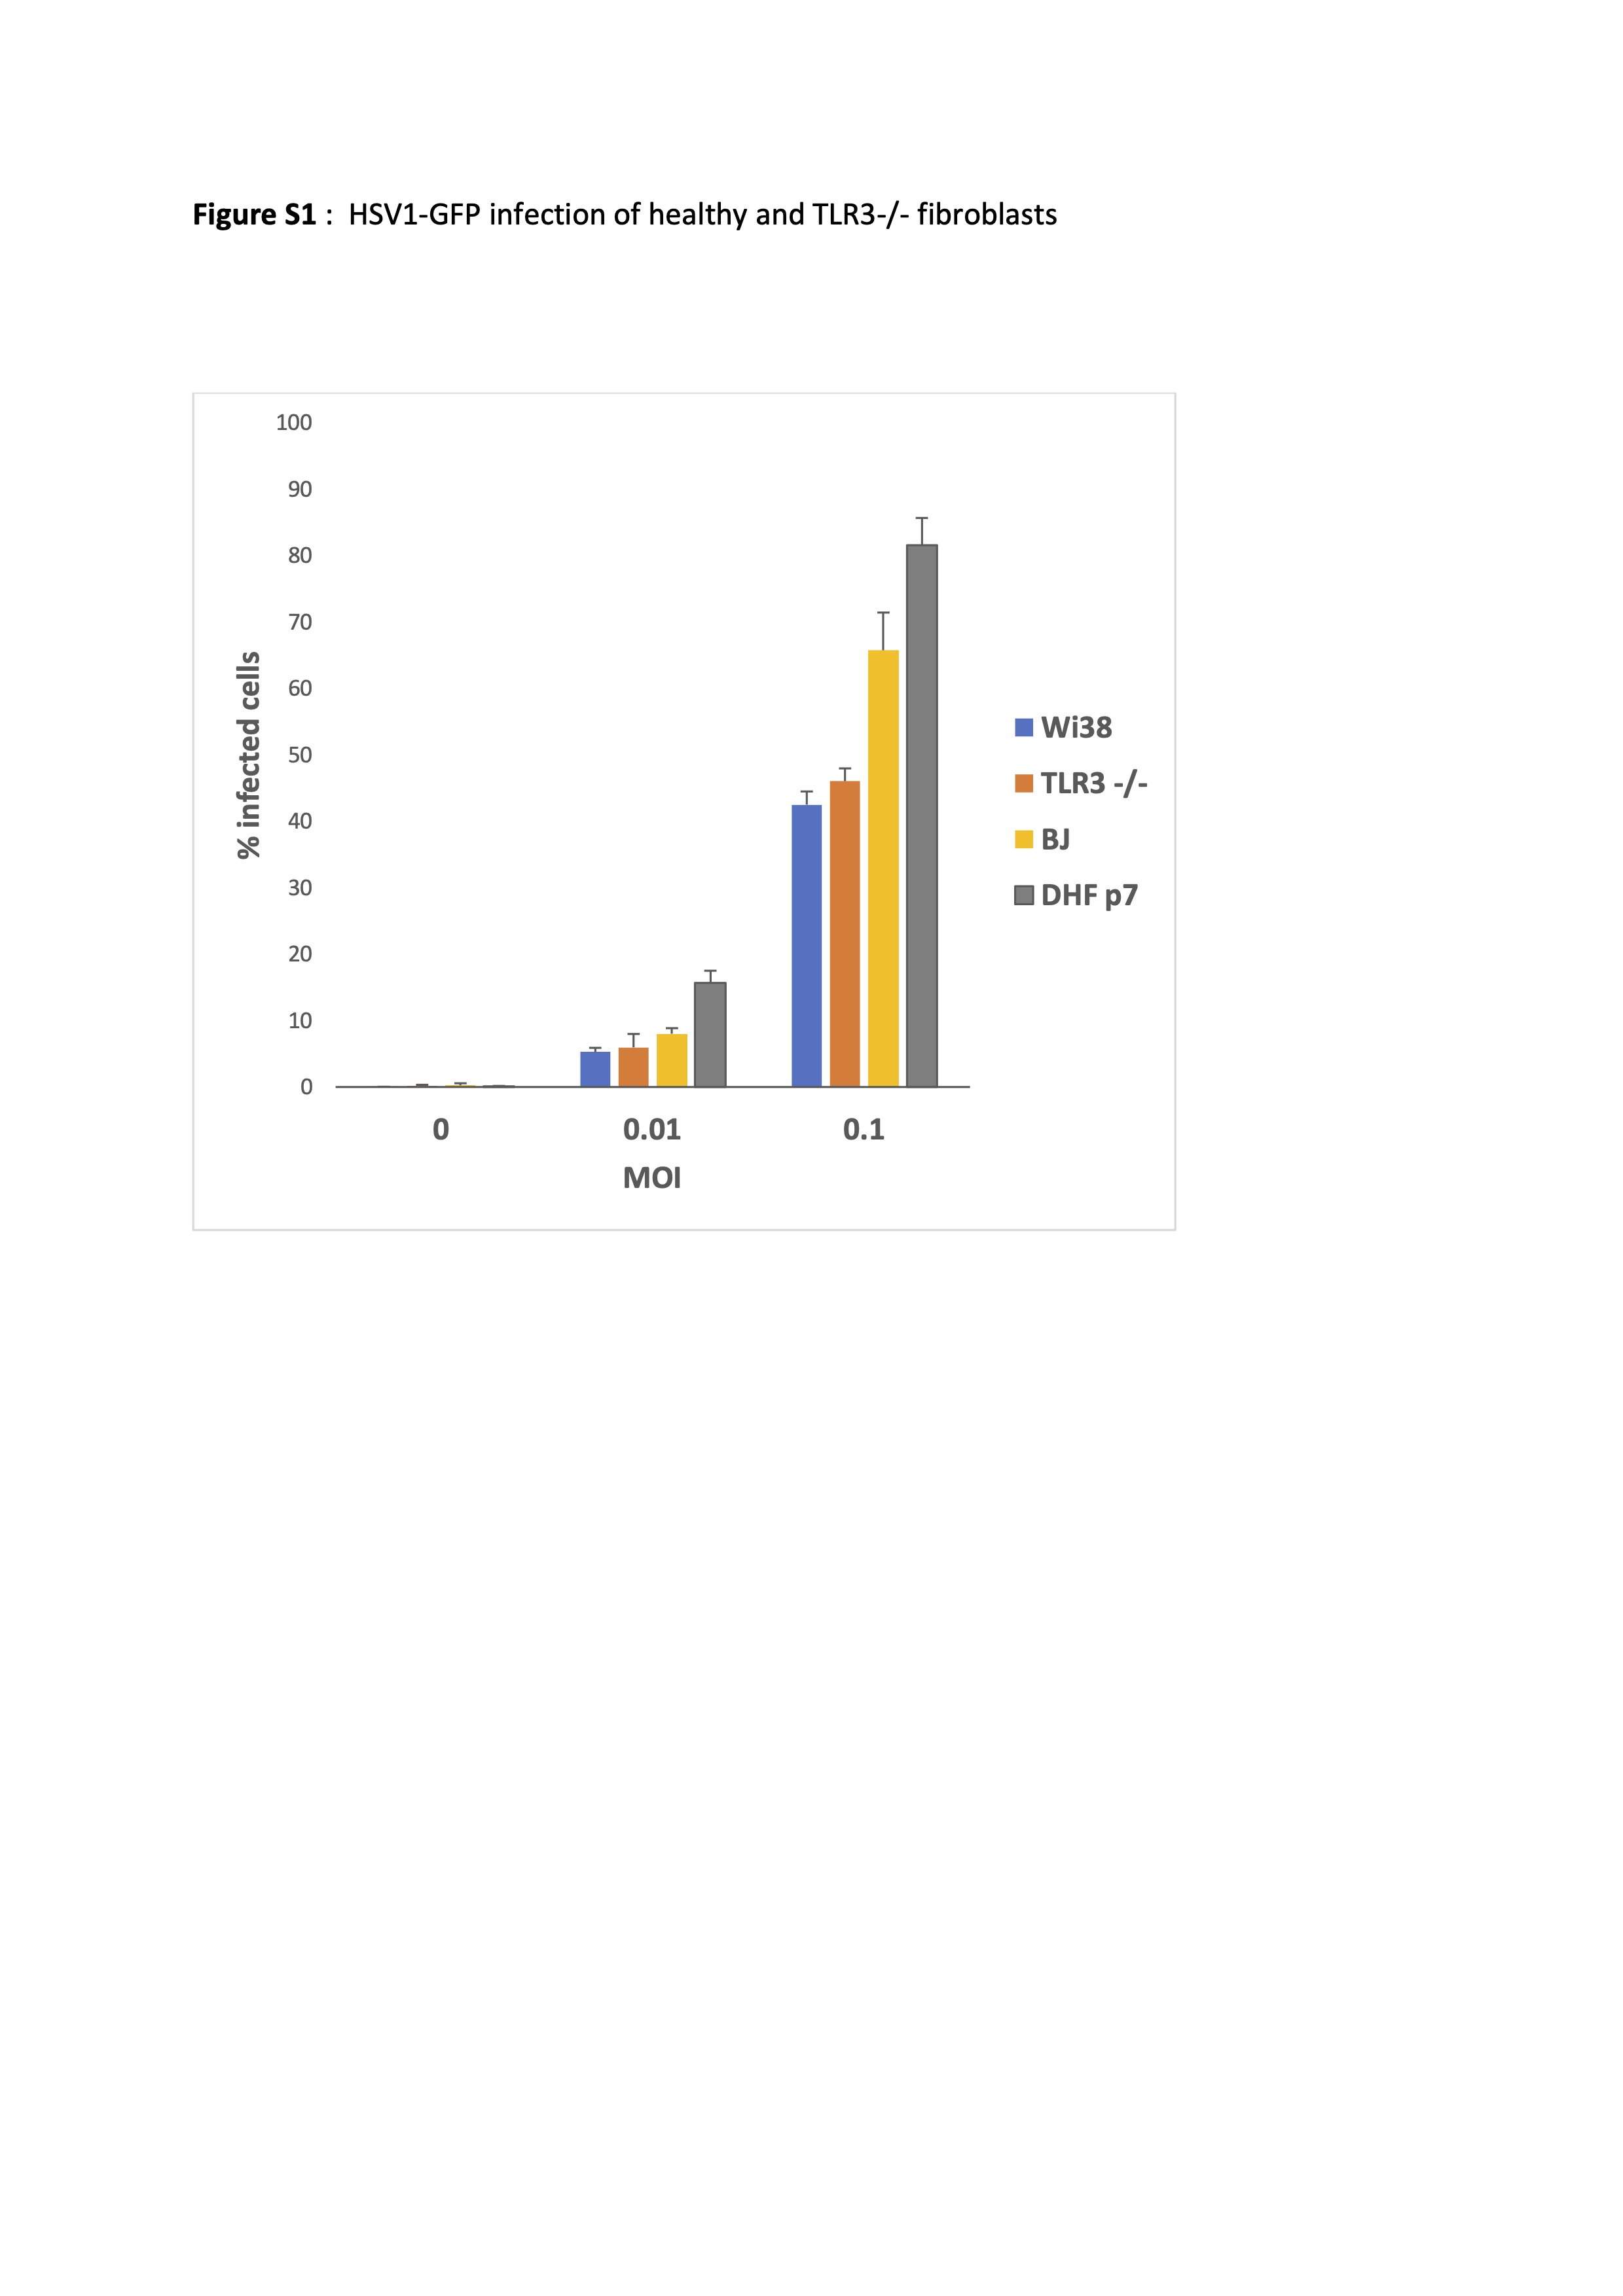 Figure S1 : HSV1-GFP infection of healthy and TLR3-/- fibroblasts
100
90
80
70
60
50
40
30
20
10
0
% infected cells
0 0.01 0.1
MOI
Wi38
TLR3 -/-
BJ
DHF p7